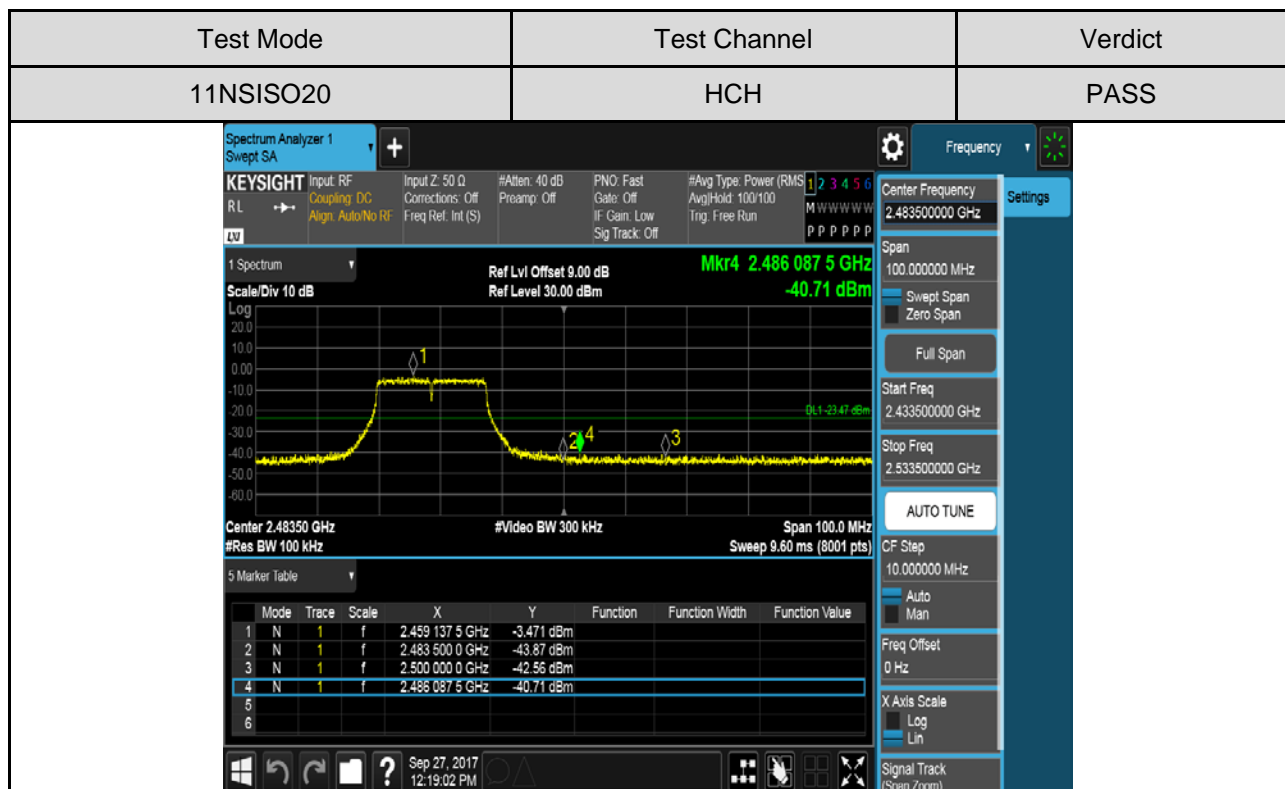 Test Mode Test Channel Verdict
11NSISO20 HCH PASS
Spectrum Analyzer 1
Swept SA
+
Frequency
KEYSIGHT
RL
LXI
Input: RF
Coupling: DC
Align: Auto/No RF
Input Z: 50 Ω
Corrections: Off
Freq Ref: Int (S)
#Atten: 40 dB
Preamp: Off
PNO: Fast
Gate: Off
IF Gain: Low
Sig Track: Off
#Avg Type: Power (RMS
Avg|Hold: 100/100
Trig: Free Run
1 2 3 4 5 6
M W W W W W
P P P P P P
1 Spectrum
Scale/Div 10 dB
Ref Lvl Offset 9.00 dB
Ref Level 30.00 dBm
Mkr4 2.486 087 5 GHz
-40.71 dBm
Log
20.0
10.0
0.00
-10.0
-20.0
-30.0
-40.0
-50.0
-60.0
1
2
4
3
DL1 -23.47 dBm
Center 2.48350 GHz
#Res BW 100 kHz
#Video BW 300 kHz
Span 100.0 MHz
Sweep 9.60 ms (8001 pts)
5 Marker Table
Mode Trace Scale X Y Function Function Width Function Value
1 N 1 f 2.459 137 5 GHz -3.471 dBm
2 N 1 f 2.483 500 0 GHz -43.87 dBm
3 N 1 f 2.500 000 0 GHz -42.56 dBm
4 N 1 f 2.486 087 5 GHz -40.71 dBm
5
6
?
Sep 27, 2017
12:19:02 PM
Settings
Center Frequency
2.483500000 GHz
Span
100.000000 MHz
Swept Span
Zero Span
Full Span
Start Freq
2.433500000 GHz
Stop Freq
2.533500000 GHz
AUTO TUNE
CF Step
10.000000 MHz
Auto
Man
Freq Offset
0 Hz
X Axis Scale
Log
Lin
Signal Track
(Span Zoom)